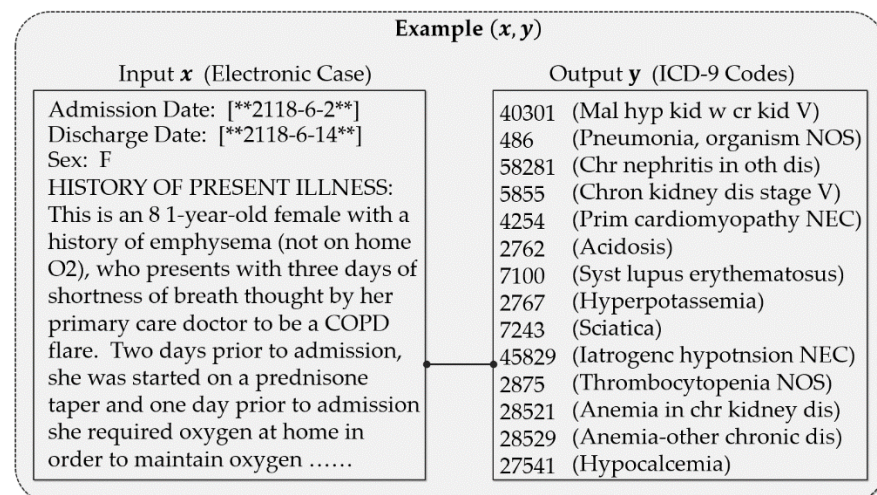 Example (x, y)
Input x (Electronic Case)
Admission Date: [**2118-6-2**]
Discharge Date: [**2118-6-14**]
Sex: F
HISTORY OF PRESENT ILLNESS:
This is an 8 1-year-old female with a
history of emphysema (not on home
O2), who presents with three days of
shortness of breath thought by her
primary care doctor to be a COPD
flare. Two days prior to admission,
she was started on a prednisone
taper and one day prior to admission
she required oxygen at home in
order to maintain oxygen ……
Output y (ICD-9 Codes)
40301 (Mal hyp kid w cr kid V)
486 (Pneumonia, organism NOS)
58281 (Chr nephritis in oth dis)
5855 (Chron kidney dis stage V)
4254 (Prim cardiomyopathy NEC)
2762 (Acidosis)
7100 (Syst lupus erythematosus)
2767 (Hyperpotassemia)
7243 (Sciatica)
45829 (Iatrogenc hypotnsion NEC)
2875 (Thrombocytopenia NOS)
28521 (Anemia in chr kidney dis)
28529 (Anemia-other chronic dis)
27541 (Hypocalcemia)